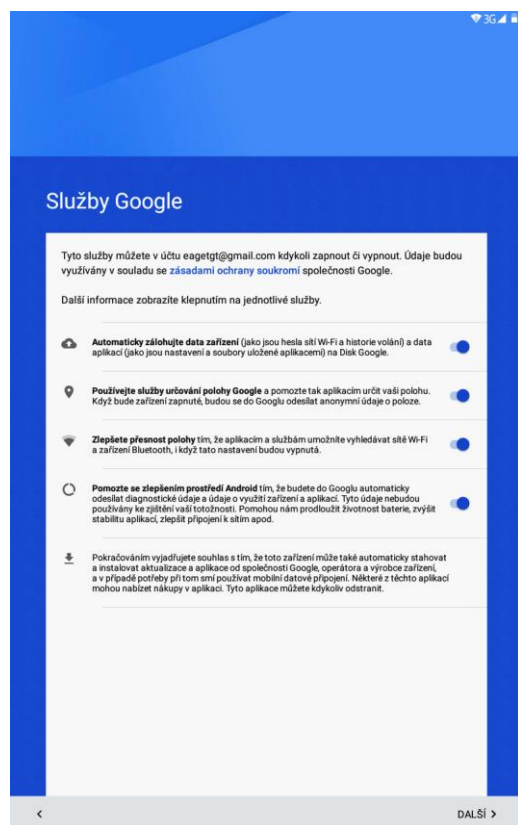 3G
Služby Google
Tyto služby můžete v účtu eagetgt@gmail.com kdykoli zapnout či vypnout. Údaje budou
využívány v souladu se zásadami ochrany soukromí společnosti Google.
Další informace zobrazíte klepnutím na jednotlivé služby.
Automaticky zálohujte data zařízení (jako jsou hesla sítí Wi-Fi a historie volání) a data
aplikací (jako jsou nastavení a soubory uložené aplikacemi) na Disk Google.
Používejte služby určování polohy Google a pomozte tak aplikacím určit vaši polohu.
Když bude zařízení zapnuté, budou se do Googlu odesílat anonymní údaje o poloze.
Zlepšete přesnost polohy tím, že aplikacím a službám umožníte vyhledávat sítě Wi-Fi
a zařízení Bluetooth, i když tato nastavení budou vypnutá.
Pomozte se zlepšením prostředí Android tím, že budete do Googlu automaticky
odesílat diagnostické údaje a údaje o využití zařízení a aplikací. Tyto údaje nebudou
používány ke zjištění vaší totožnosti. Pomohou nám prodloužit životnost baterie, zvýšit
stabilitu aplikací, zlepšit připojení k sítím apod.
Pokračováním vyjadřujete souhlas s tím, že toto zařízení může také automaticky stahovat
a instalovat aktualizace a aplikace od společnosti Google, operátora a výrobce zařízení,
a v případě potřeby při tom smí používat mobilní datové připojení. Některé z těchto aplikací
mohou nabízet nákupy v aplikaci. Tyto aplikace můžete kdykoliv odstranit.
DALŠÍ